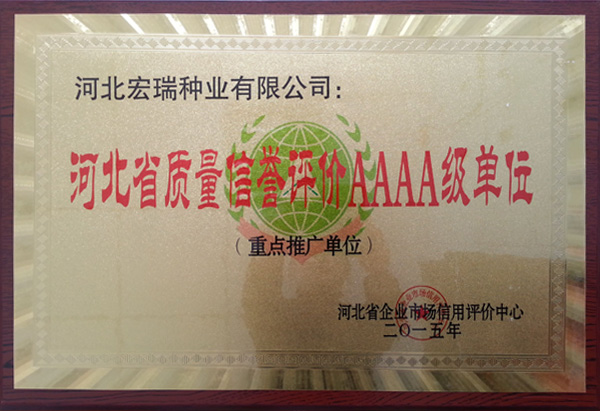 河北宏瑞种业有限公司：
河北省质量信誉评价AAAA级单位
（重点推广单位）
河北省企业市场信用评价中心
二〇一五年